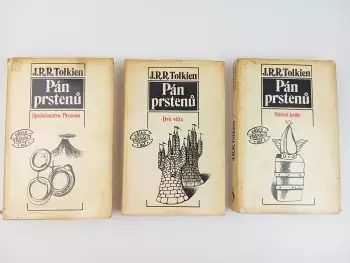 J.R.R.Tolkien
Pán
prstenů
Společenstvo Prstenu
J.R.R.Tolkien
Pán
prstenů
Dvě věže
J.R.R.Tolkien
Pán
prstenů
Návrat krále